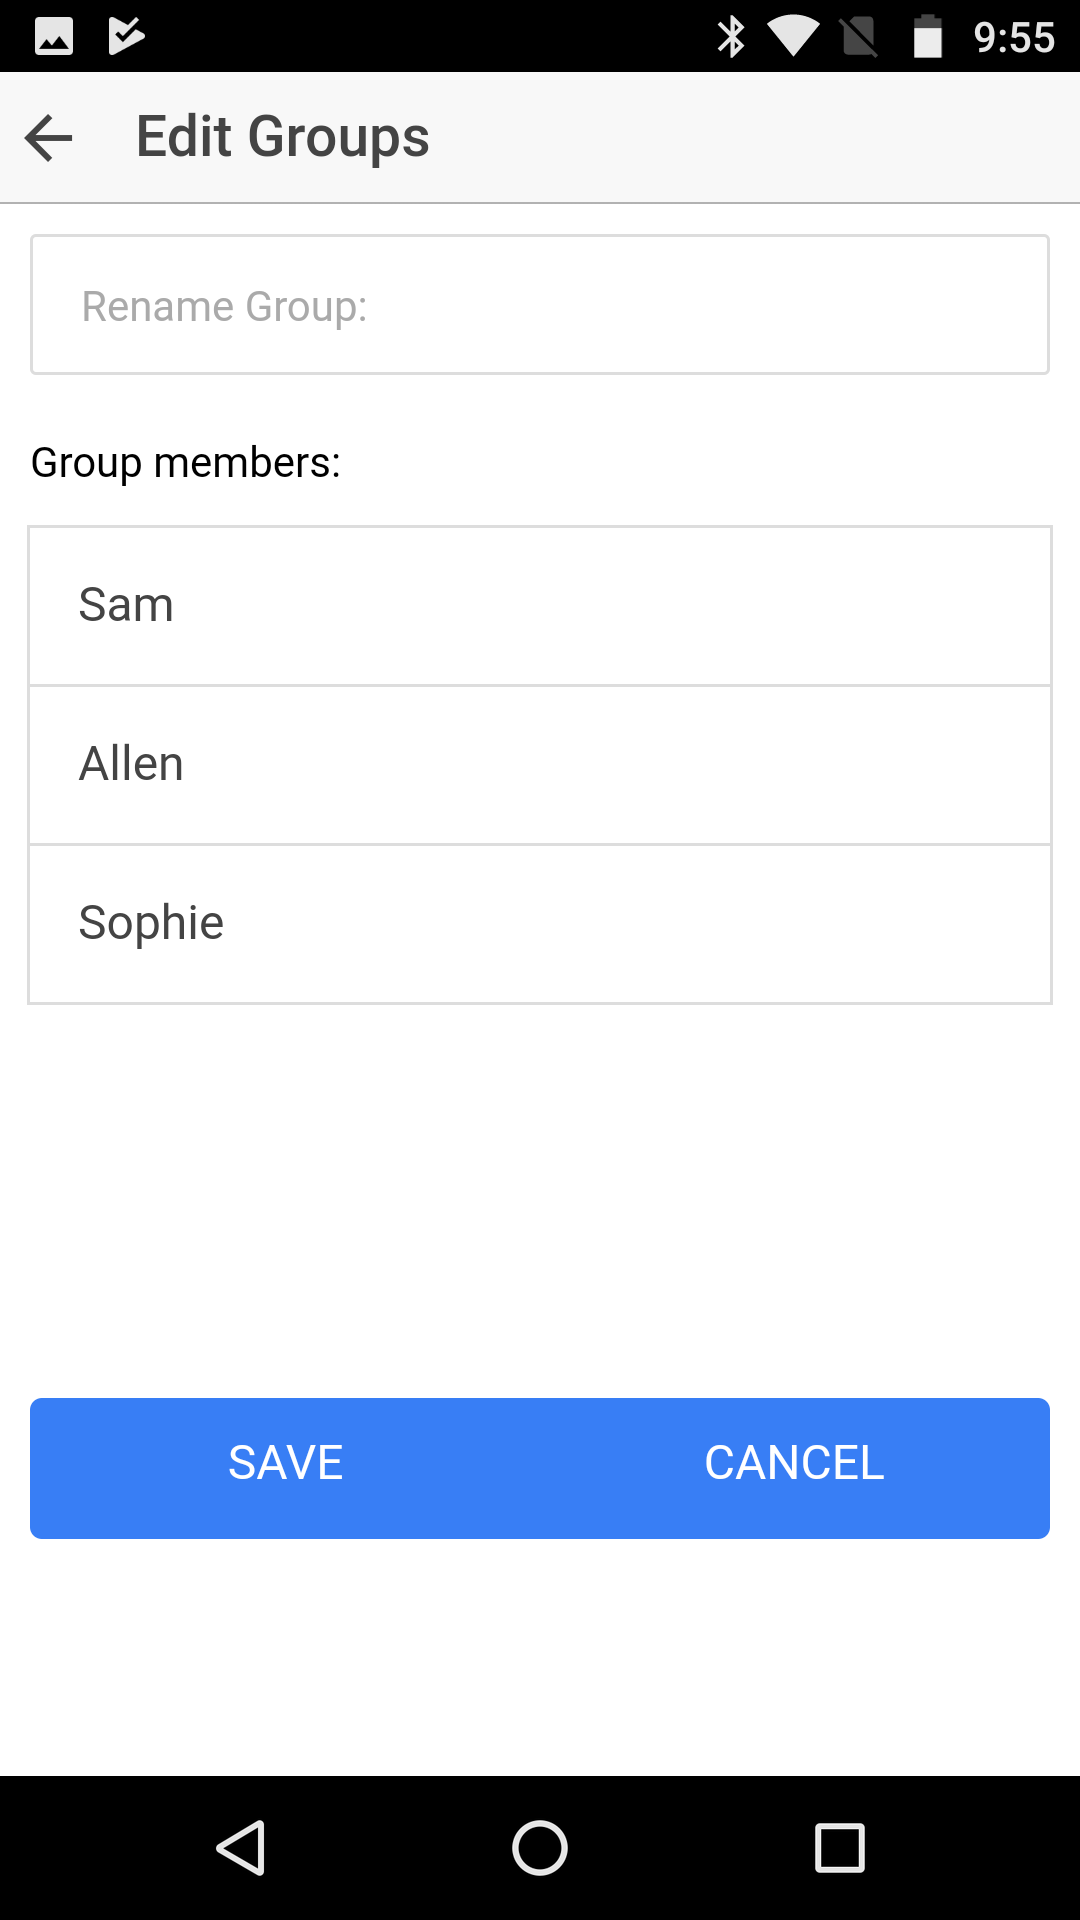 9:55
Edit Groups
Rename Group:
Group members:
Sam
Allen
Sophie
SAVE CANCEL